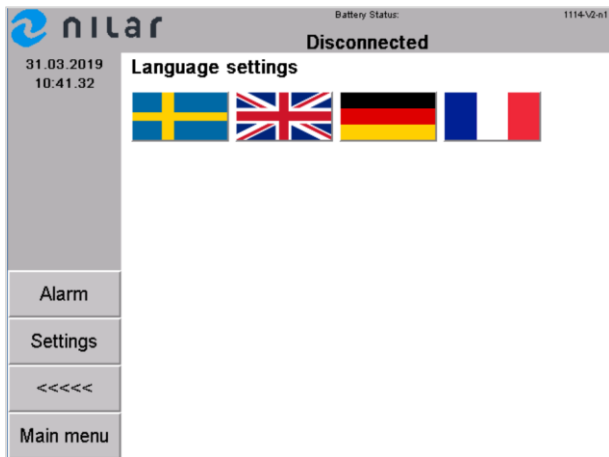 nilar
Battery Status:
1114-V2-n1
Disconnected
31.03.2019
10:41.32
Language settings
Alarm
Settings
<<<<<
Main menu